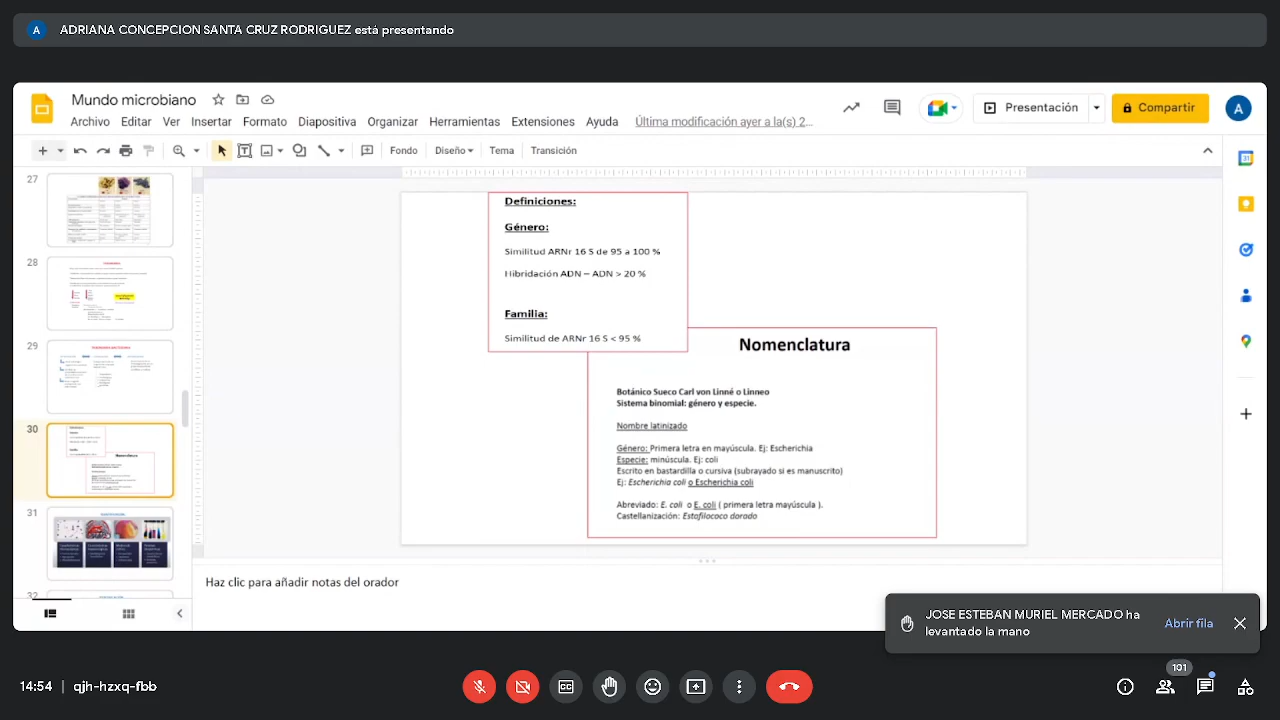 A ADRIANA CONCEPCION SANTA CRUZ RODRIGUEZ está presentando
Mundo microbiano
A
Presentación
Compartir
Archivo Editar Ver Insertar Formato Diapositiva Organizar Herramientas Extensiones Ayuda Última modificación ayer a la(s) 2...
Fondo Diseño Tema Transición
27
28
29
30
31
32
Definiciones:
Género:
Similitud ARNr 16 S de 95 a 100 %
Hibridación ADN – ADN > 20 %
Familia:
Similitud de ARNr 16 S < 95 %
Nomenclatura
Botánico Sueco Carl von Linné o Linneo
Sistema binomial: género y especie.
Nombre latinizado
Género: Primera letra en mayúscula. Ej: Escherichia
Especie: minúscula. Ej: coli
Escrito en bastardilla o cursiva (subrayado si es manuscrito)
Ej: Escherichia coli o Escherichia coli
Abreviado: E. coli o E. coli ( primera letra mayúscula ).
Castellanización: Estafilococo dorado
Haz clic para añadir notas del orador
JOSE ESTEBAN MURIEL MERCADO ha
levantado la mano
Abrir fila
14:54 | qjh-hzxq-fbb
101